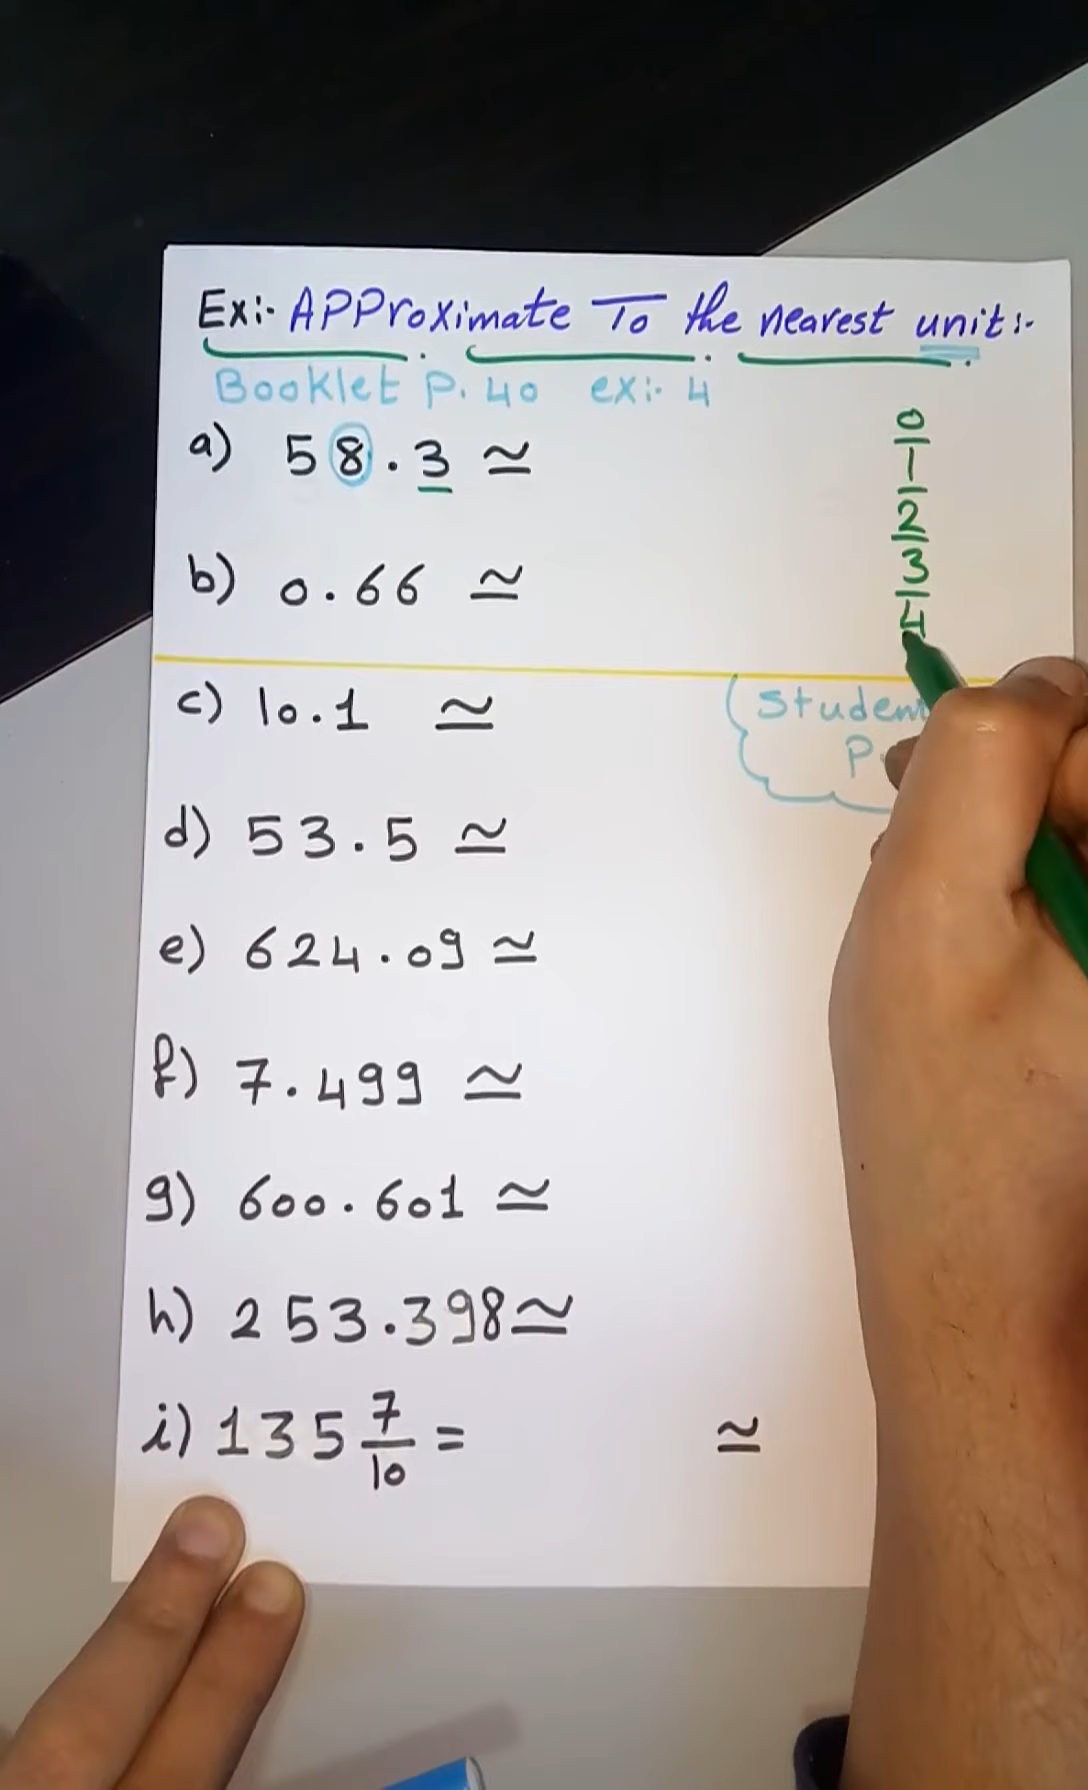 Ex:- APProximate To the nearest unit:-
Booklet P. 40 ex:- 4
a) 58.3 ≃
b) 0.66 ≃
c) 10.1 ≃
d) 53.5 ≃
e) 624.09 ≃
f) 7.499 ≃
g) 600.601 ≃
h) 253.398 ≃
i) 135 7/10 = ≃
0
1
2
3
4
P.